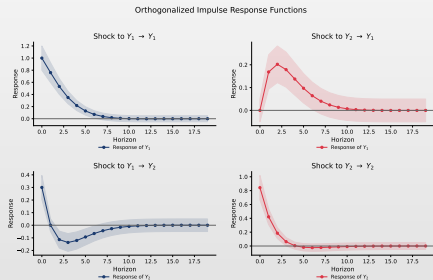 Orthogonalized Impulse Response Functions
Shock to Y₁ → Y₁
Response
1.2
1.0
0.8
0.6
0.4
0.2
0.0
0.0 2.5 5.0 7.5 10.0 12.5 15.0 17.5
Horizon
Response of Y₁
Shock to Y₂ → Y₁
Response
0.2
0.1
0.0
0.0 2.5 5.0 7.5 10.0 12.5 15.0 17.5
Horizon
Response of Y₁
Shock to Y₁ → Y₂
Response
0.4
0.3
0.2
0.1
0.0
−0.1
−0.2
0.0 2.5 5.0 7.5 10.0 12.5 15.0 17.5
Horizon
Response of Y₂
Shock to Y₂ → Y₂
Response
1.0
0.8
0.6
0.4
0.2
0.0
0.0 2.5 5.0 7.5 10.0 12.5 15.0 17.5
Horizon
Response of Y₂